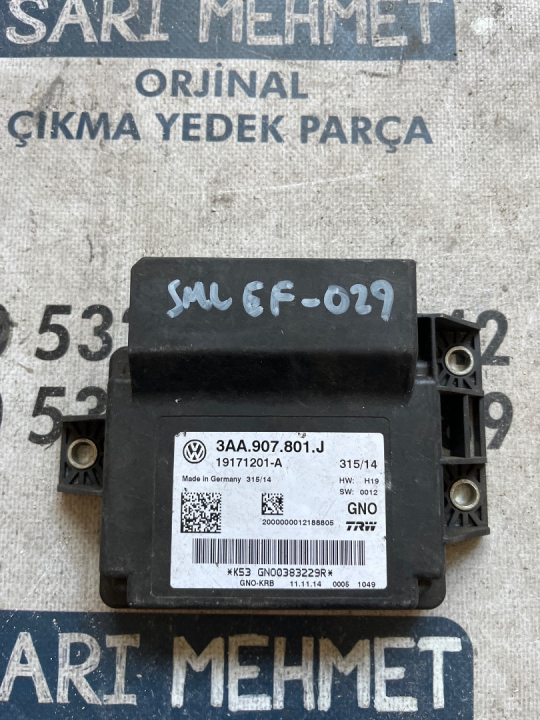 SARI MEHMET
ORJİNAL
ÇIKMA YEDEK PARÇA
SML EF-029
3AA.907.801.J
19171201-A 315/14
Made in Germany 315/14 HW: H19
SW: 0012
GNO
2000000012188805
TRW
*K53 GNO0383229R*
GNO-KRB 11.11.14 0005 1049
ARI MEHMET